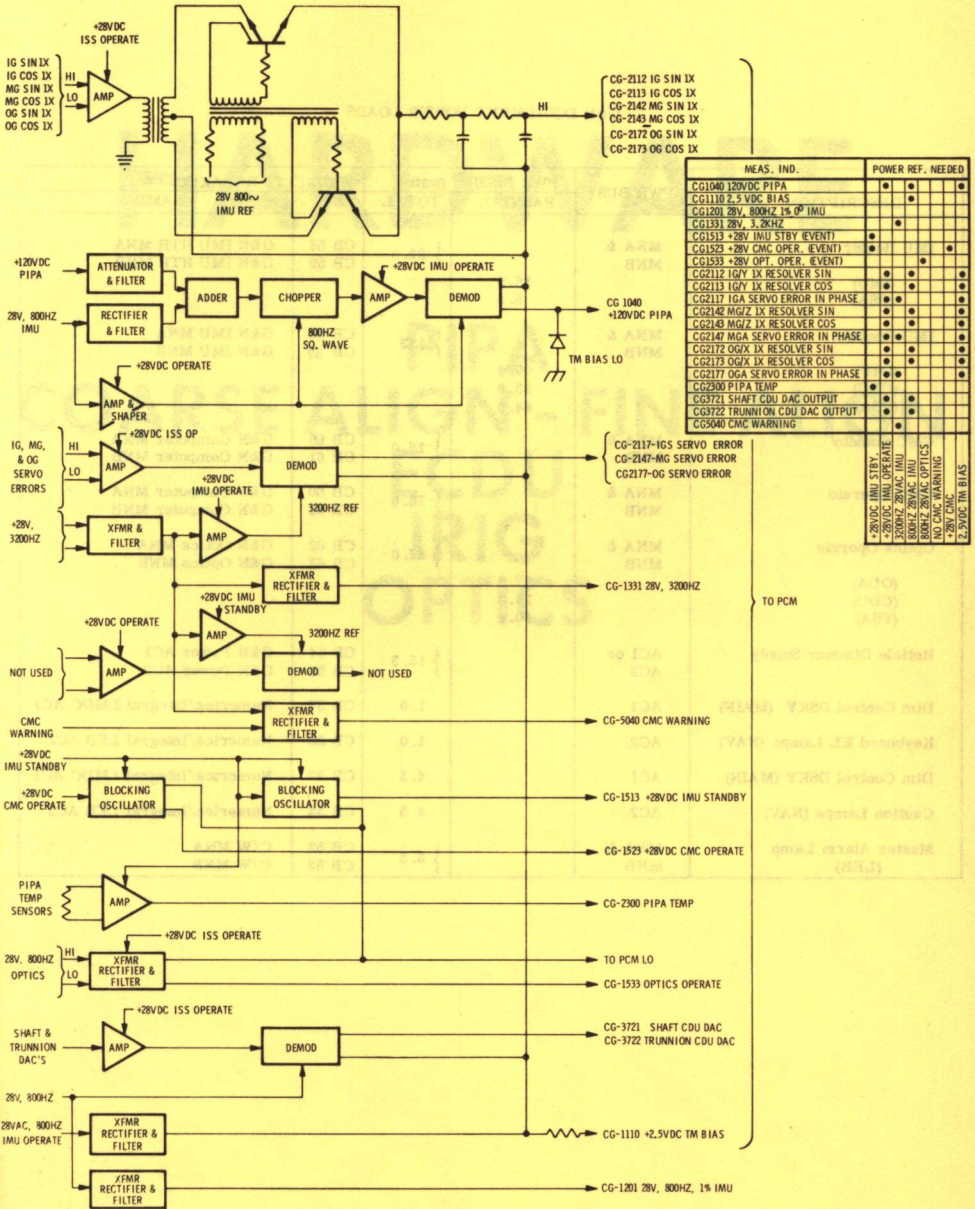 +28VDC
ISS OPERATE
IG SIN 1X
IG COS 1X
MG SIN 1X
MG COS 1X
OG SIN 1X
OG COS 1X
HI
LO
AMP
28V 800~
IMU REF
HI
CG-2112 IG SIN 1X
CG-2113 IG COS 1X
CG-2142 MG SIN 1X
CG-2143 MG COS 1X
CG-2172 OG SIN 1X
CG-2173 OG COS 1X
MEAS. IND. POWER REF. NEEDED
CG1040 120VDC PIPA
CG1110 2.5 VDC BIAS
CG1201 28V, 800HZ 1% 0° IMU
CG1331 28V, 3.2KHZ
CG1513 +28V IMU STBY (EVENT)
CG1523 +28V CMC OPER. (EVENT)
CG1533 +28V OPT. OPER. (EVENT)
CG2112 IG/Y 1X RESOLVER SIN
CG2113 IG/Y 1X RESOLVER COS
CG2117 IGA SERVO ERROR IN PHASE
CG2142 MG/Z 1X RESOLVER SIN
CG2143 MG/Z 1X RESOLVER COS
CG2147 MGA SERVO ERROR IN PHASE
CG2172 OG/X 1X RESOLVER SIN
CG2173 OG/X 1X RESOLVER COS
CG2177 OGA SERVO ERROR IN PHASE
CG2300 PIPA TEMP
CG3721 SHAFT CDU DAC OUTPUT
CG3722 TRUNNION CDU DAC OUTPUT
CG5040 CMC WARNING
+28VDC IMU STBY.
+28VDC IMU OPERATE
3200HZ 28VAC IMU
800HZ 28VAC IMU
800HZ 28VAC OPTICS
NO CMC WARNING
+28V CMC
2.5VDC TM BIAS
+120VDC
PIPA
ATTENUATOR
& FILTER
28V, 800HZ
IMU
RECTIFIER
& FILTER
ADDER
CHOPPER
+28VDC IMU OPERATE
AMP
DEMOD
800HZ
SQ. WAVE
CG 1040
+120VDC PIPA
TM BIAS LO
+28VDC OPERATE
AMP &
SHAPER
+28VDC ISS OP
IG, MG,
& OG
SERVO
ERRORS
HI
LO
AMP
DEMOD
CG-2117-IGS SERVO ERROR
CG-2147-MG SERVO ERROR
CG2177-OG SERVO ERROR
+28VDC
IMU OPERATE
3200HZ REF
+28V,
3200HZ
XFMR &
FILTER
AMP
XFMR
RECTIFIER &
FILTER
CG-1331 28V, 3200HZ
TO PCM
+28VDC IMU
STANDBY
+28VDC OPERATE
AMP
3200HZ REF
NOT USED
AMP
DEMOD
NOT USED
CMC
WARNING
XFMR
RECTIFIER &
FILTER
CG-5040 CMC WARNING
+28VDC
IMU STANDBY
+28VDC
CMC OPERATE
BLOCKING
OSCILLATOR
BLOCKING
OSCILLATOR
CG-1513 +28VDC IMU STANDBY
CG-1523 +28VDC CMC OPERATE
PIPA
TEMP
SENSORS
AMP
CG-2300 PIPA TEMP
+28VDC ISS OPERATE
28V, 800HZ
OPTICS
HI
LO
XFMR
RECTIFIER &
FILTER
TO PCM LO
CG-1533 OPTICS OPERATE
+28VDC ISS OPERATE
SHAFT &
TRUNNION
DAC'S
AMP
DEMOD
CG-3721 SHAFT CDU DAC
CG-3722 TRUNNION CDU DAC
28V, 800HZ
28VAC, 800HZ
IMU OPERATE
XFMR
RECTIFIER &
FILTER
CG-1110 +2.5VDC TM BIAS
XFMR
RECTIFIER &
FILTER
CG-1201 28V, 800HZ, 1% IMU